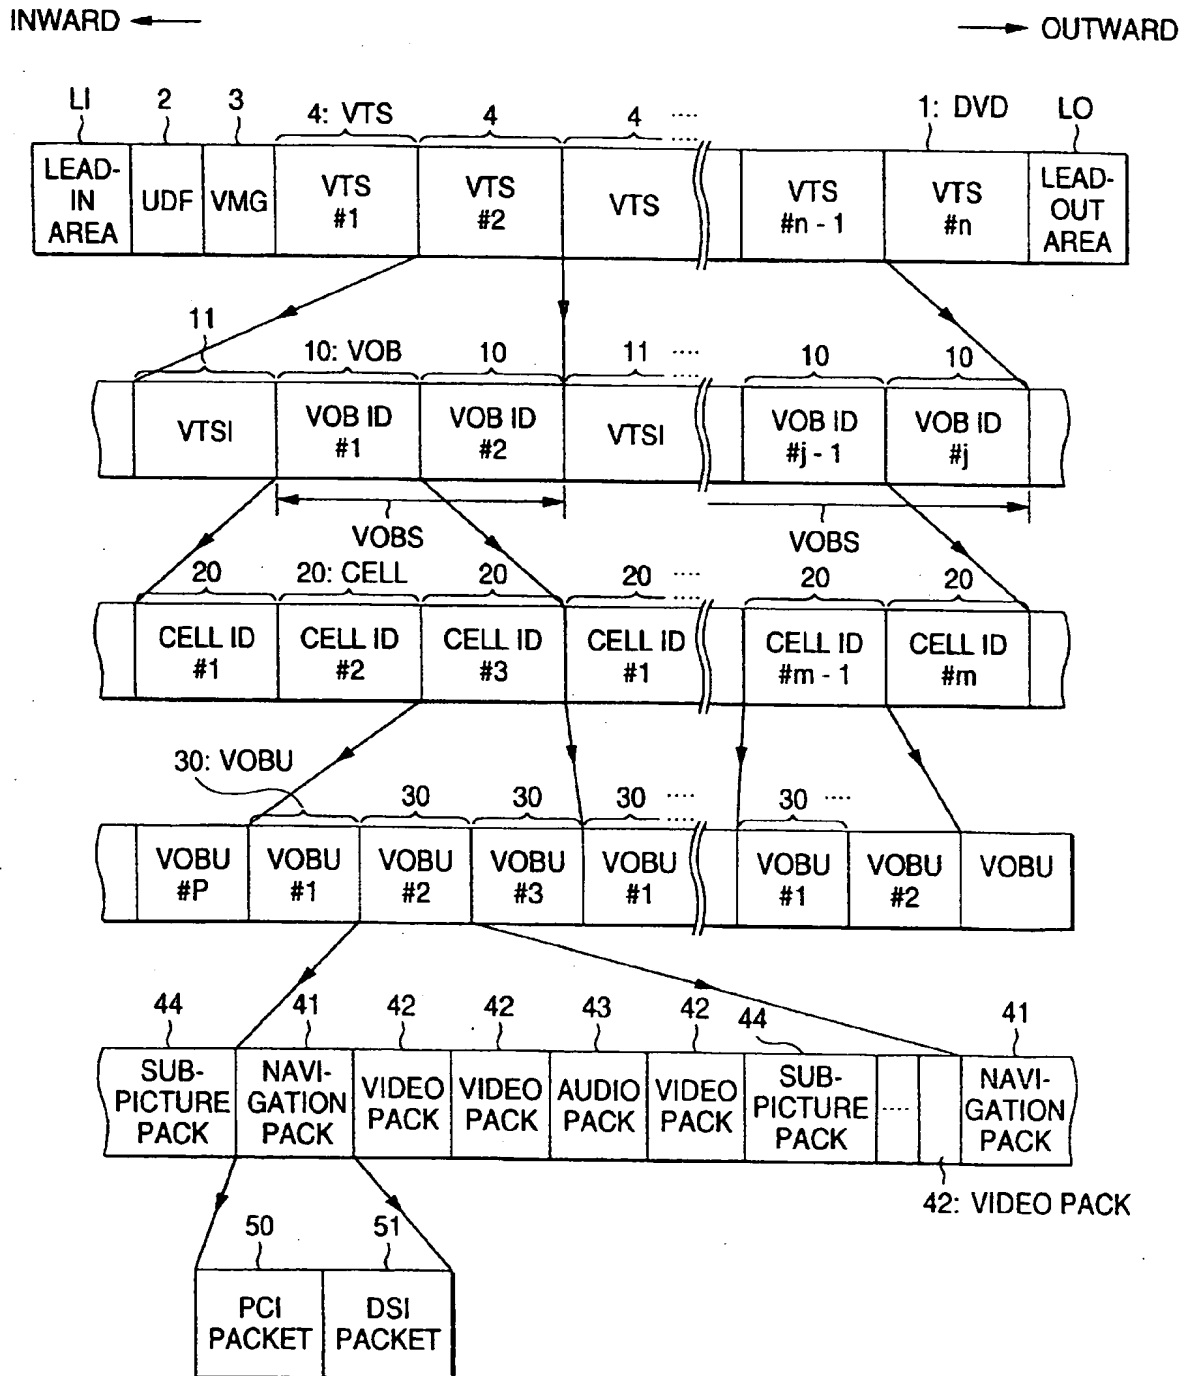 INWARD
OUTWARD
LI 2 3 4: VTS 4 4 ···· 1: DVD LO
LEAD-
IN
AREA
UDF
VMG
VTS
#1
VTS
#2
VTS
VTS
#n - 1
VTS
#n
LEAD-
OUT
AREA
11 10: VOB 10 11 ···· 10 10
VTSI
VOB ID
#1
VOB ID
#2
VTSI
VOB ID
#j - 1
VOB ID
#j
VOBS
VOBS
20 20: CELL 20 20 ···· 20 20
CELL ID
#1
CELL ID
#2
CELL ID
#3
CELL ID
#1
CELL ID
#m - 1
CELL ID
#m
30: VOBU 30 30 30 ···· 30 ····
VOBU
#P
VOBU
#1
VOBU
#2
VOBU
#3
VOBU
#1
VOBU
#1
VOBU
#2
VOBU
44 41 42 42 43 42 44 41
SUB-
PICTURE
PACK
NAVI-
GATION
PACK
VIDEO
PACK
VIDEO
PACK
AUDIO
PACK
VIDEO
PACK
SUB-
PICTURE
PACK
·····
NAVI-
GATION
PACK
42: VIDEO PACK
50 51
PCI
PACKET
DSI
PACKET